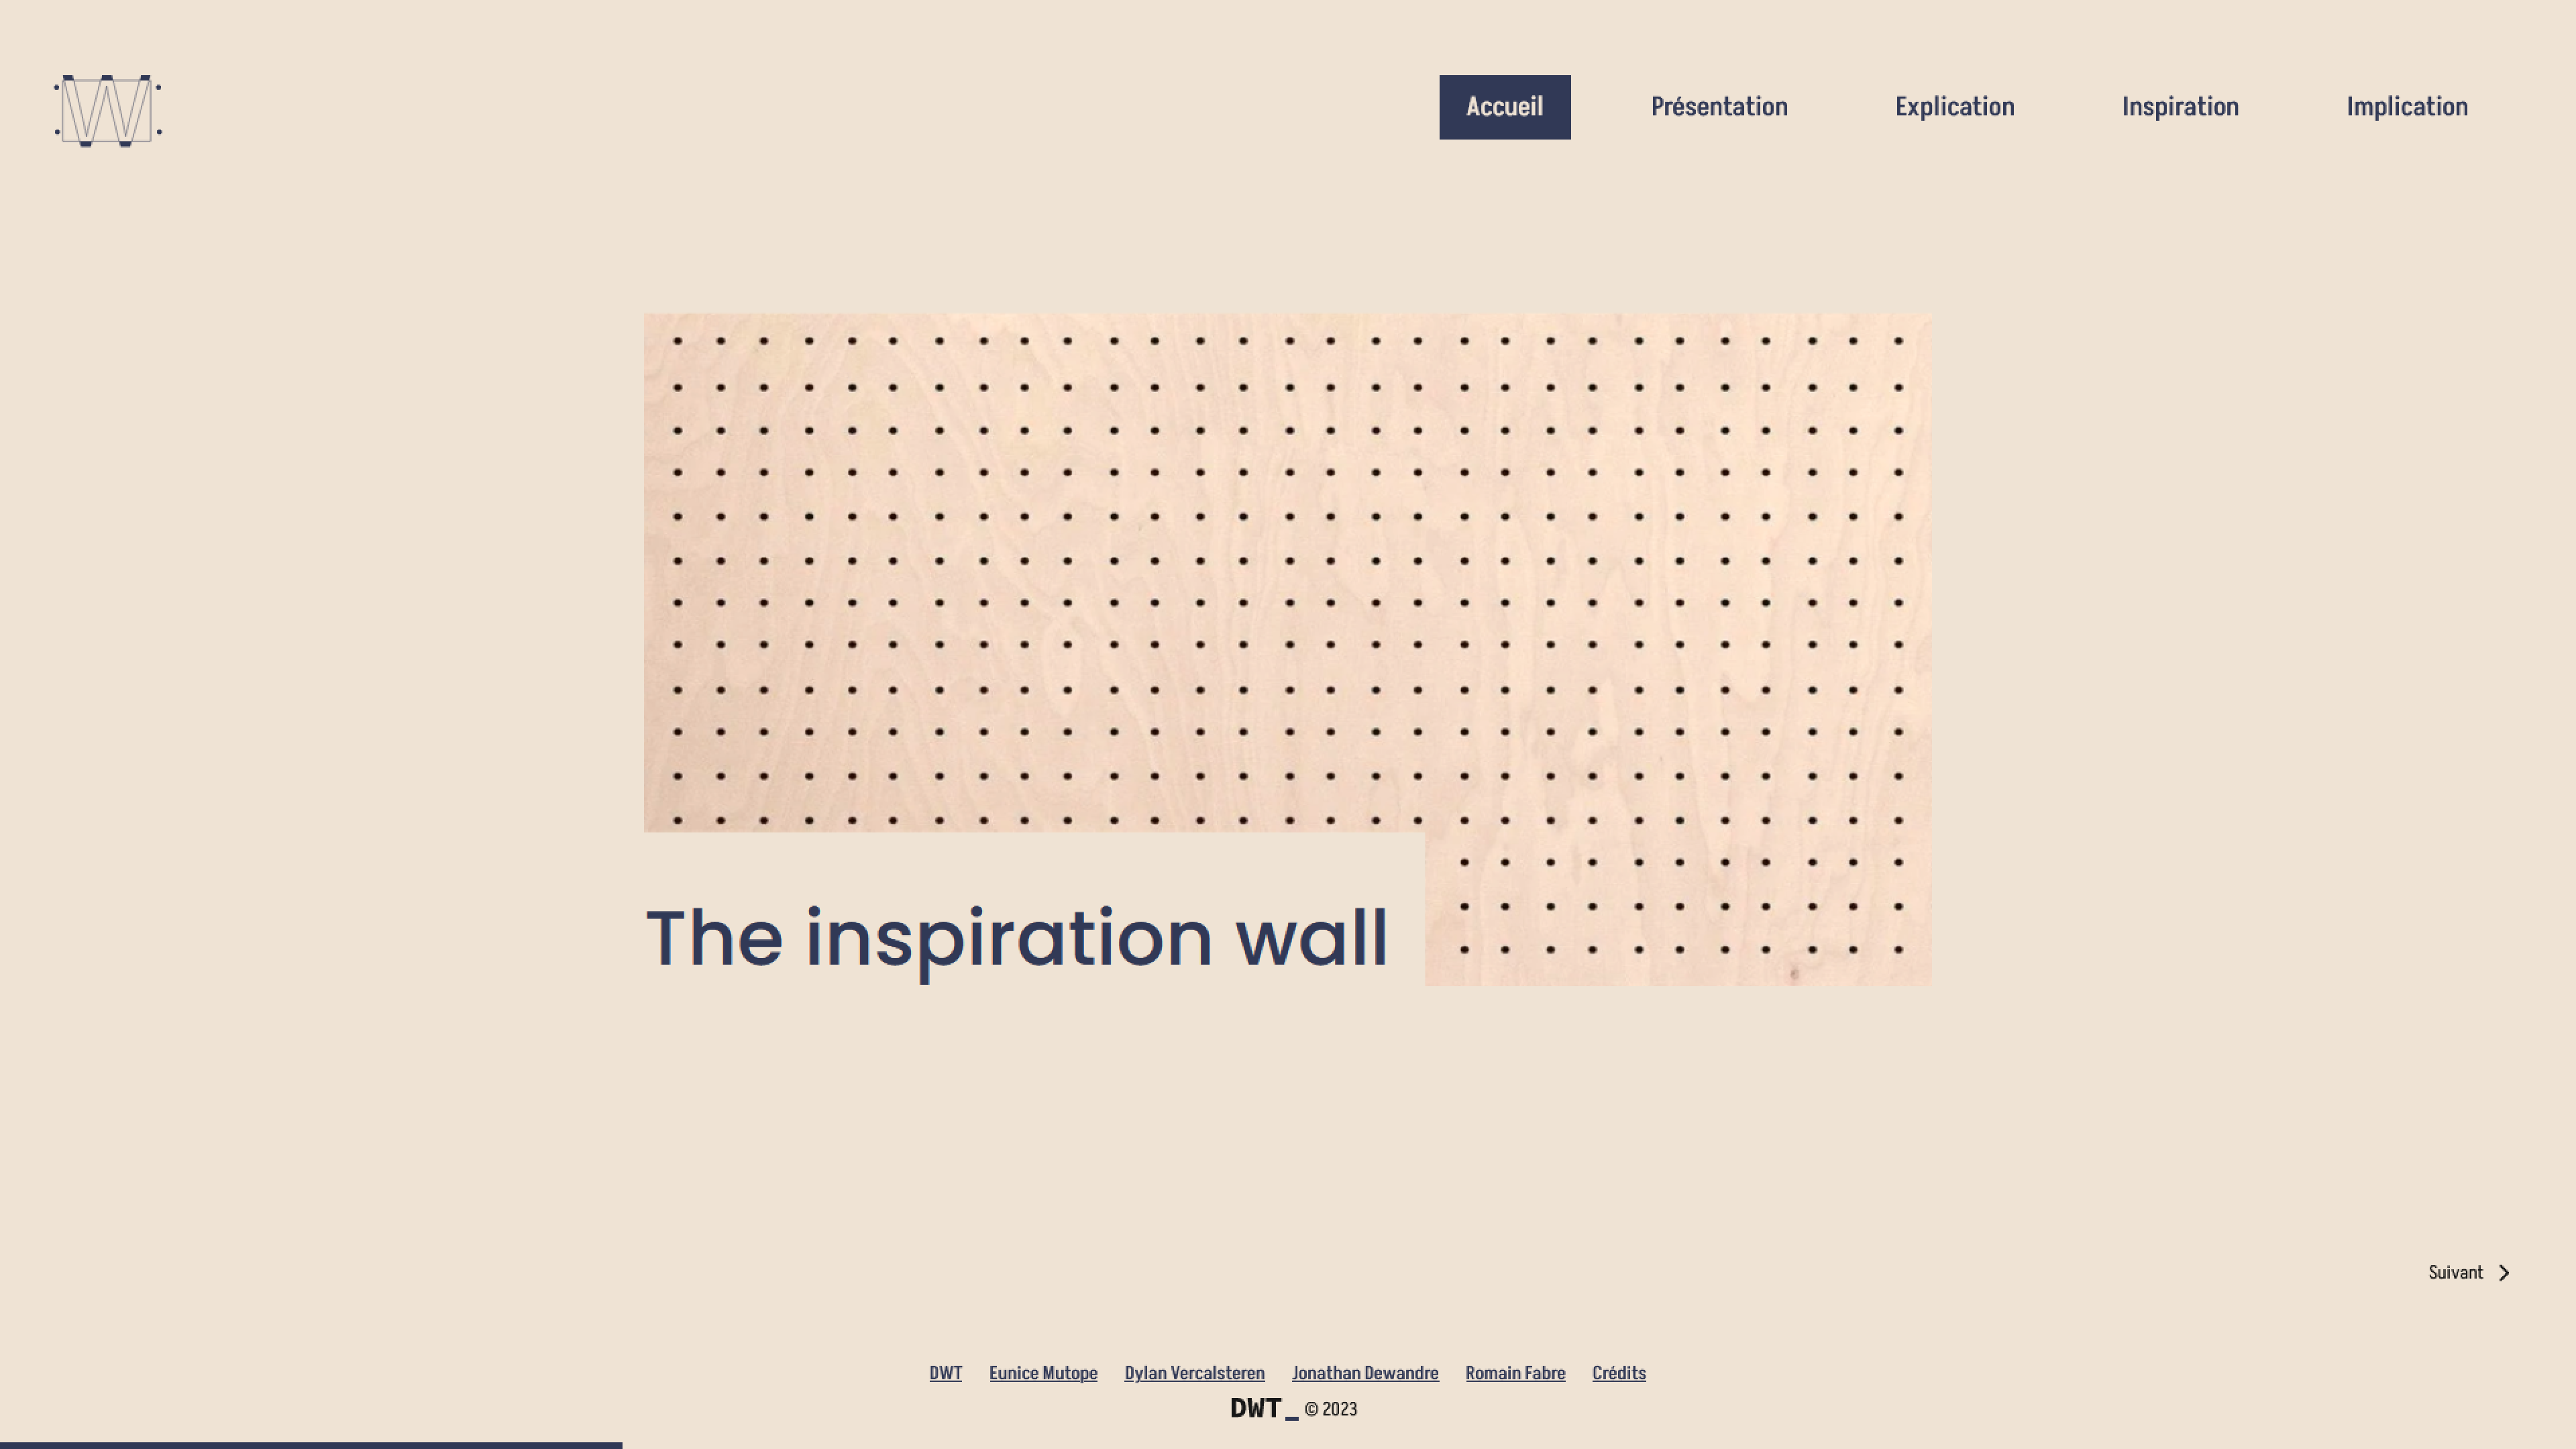 W
Accueil Présentation Explication Inspiration Implication
The inspiration wall
Suivant
DWT Eunice Mutope Dylan Vercalsteren Jonathan Dewandre Romain Fabre Crédits
DWT_ © 2023